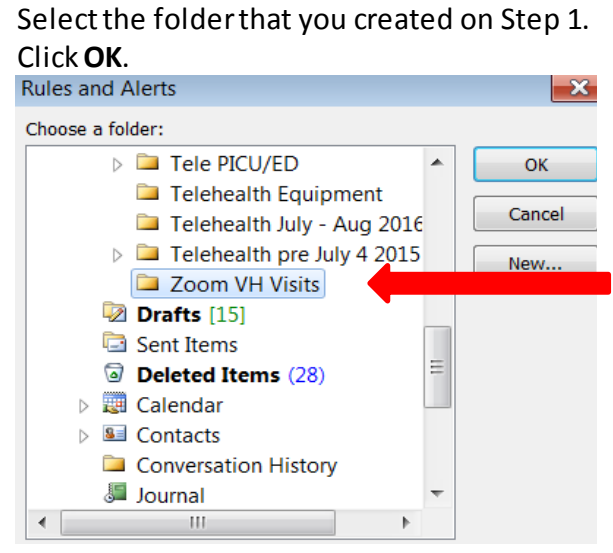 Select the folder that you created on Step 1.
Click OK.
Rules and Alerts
Choose a folder:
Tele PICU/ED
OK
Telehealth Equipment
Telehealth July - Aug 2016
Cancel
Telehealth pre July 4 2015
New...
Zoom VH Visits
Drafts [15]
Sent Items
Deleted Items (28)
Calendar
Contacts
Conversation History
Journal